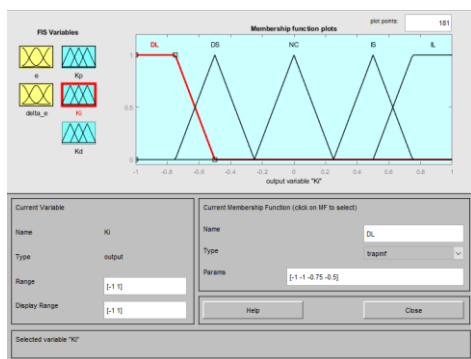 FIS Variables
Membership function plots
plot points:
181
e
Kp
delta_e
Ki
Kd
DL
DS
NC
IS
IL
1
0.5
0
-1
-0.8
-0.6
-0.4
-0.2
0
0.2
0.4
0.6
0.8
1
output variable "Ki"
Current Variable
Name
Ki
Type
output
Range
[-1 1]
Display Range
[-1 1]
Current Membership Function (click on MF to select)
Name
DL
Type
trapmf
Params
[-1 -1 -0.75 -0.5]
Help
Close
Selected variable "Ki"